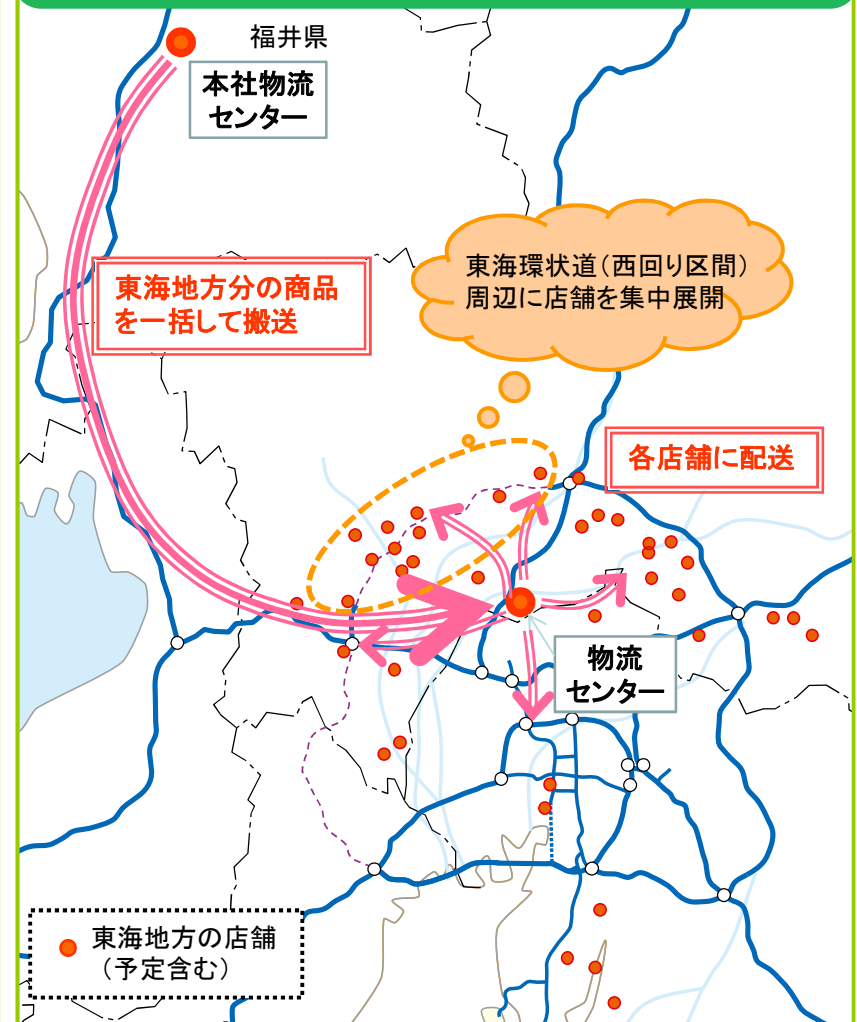 福井県
本社物流
センター
東海環状道(西回り区間)
周辺に店舗を集中展開
東海地方分の商品
を一括して搬送
各店舗に配送
物流
センター
東海地方の店舗
(予定含む)